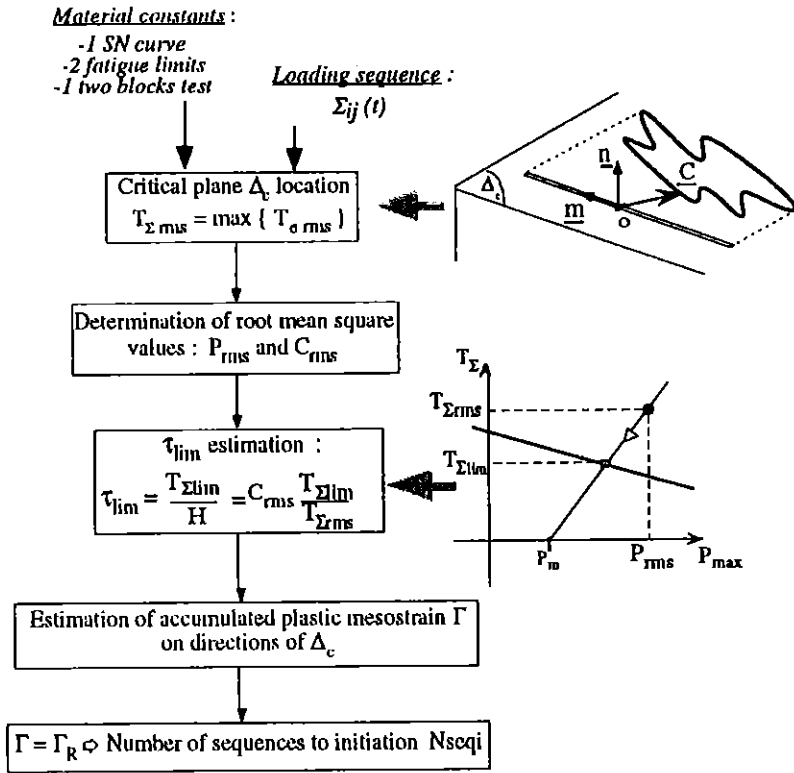 Material constants :
-1 SN curve
-2 fatigue limits
-1 two blocks test
Loading sequence :
Σij (t)
Critical plane Δc location
TΣ rms = max { Tσ rms }
Δc
n
C
m
o
Determination of root mean square
values : Prms and Crms
τlim estimation :
τlim = TΣlim / H = Crms TΣlim / TΣrms
TΣ
TΣrms
TΣlim
Pm
Prms
Pmax
Estimation of accumulated plastic mesostrain Γ
on directions of Δc
Γ = ΓR ⇨ Number of sequences to initiation Nseqi